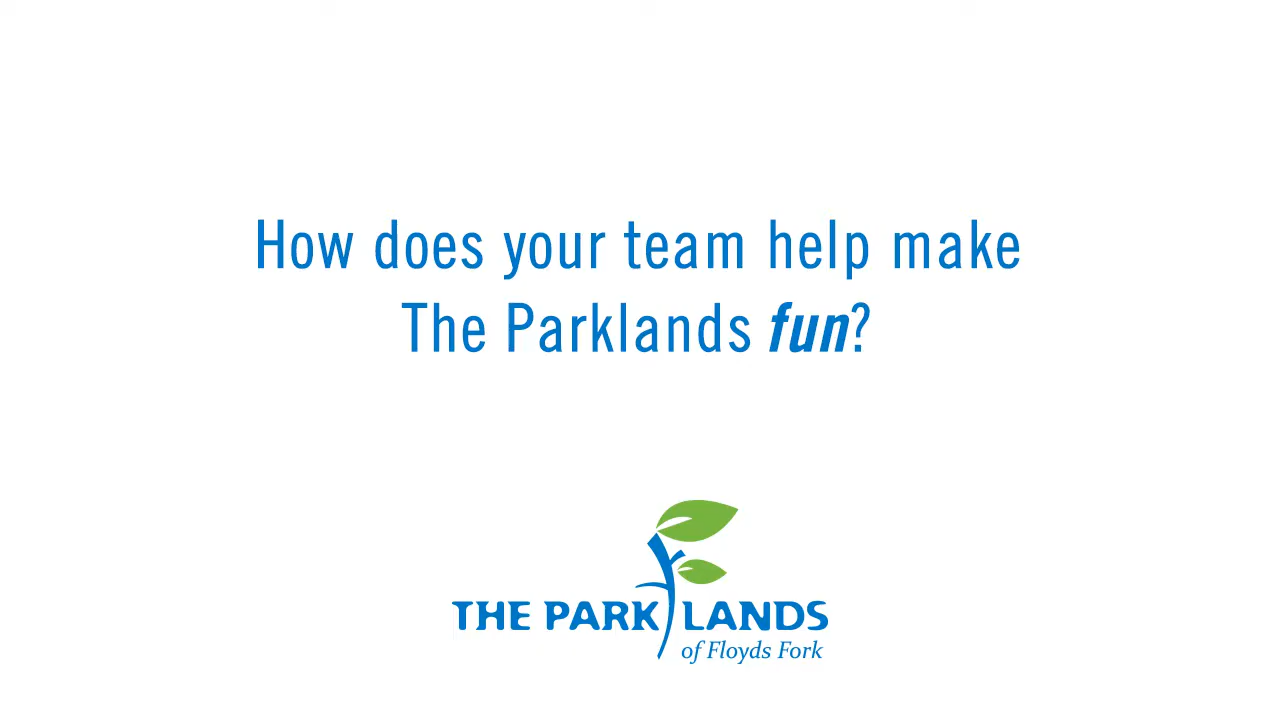 How does your team help make
The Parklands fun?
THE PARKLANDS
of Floyds Fork